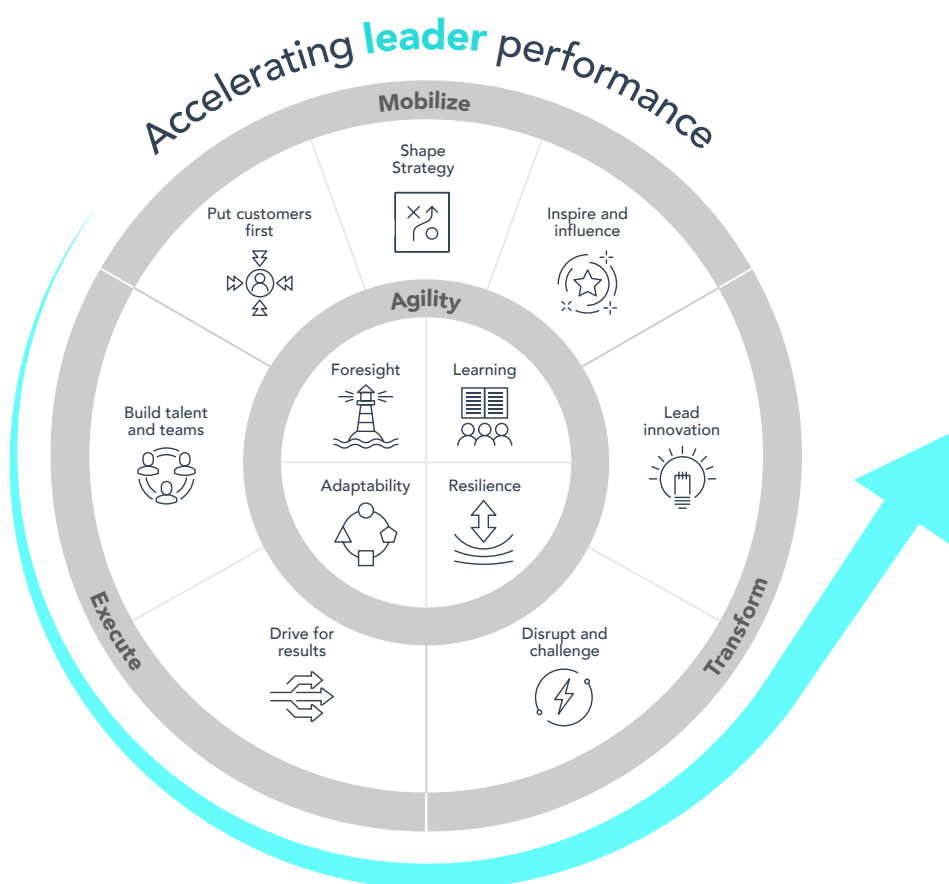 Accelerating leader performance
Mobilize
Shape
Strategy
Put customers
first
Inspire and
influence
Agility
Foresight
Learning
Adaptability
Resilience
Build talent
and teams
Lead
innovation
Execute
Transform
Drive for
results
Disrupt and
challenge